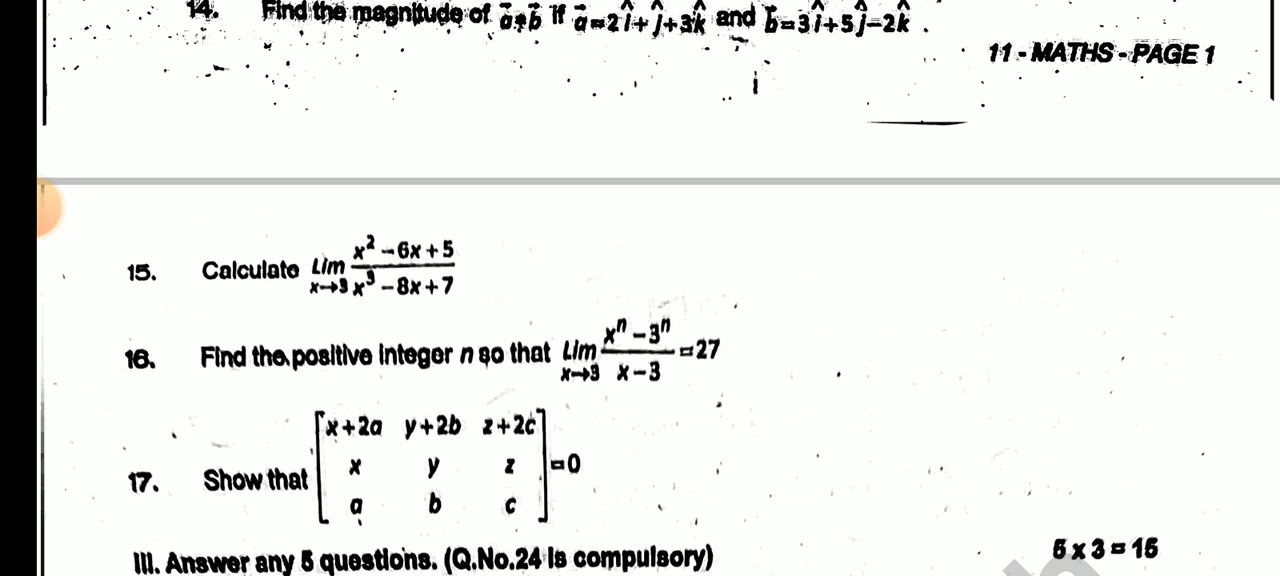 14. Find the magnitude of a⃗+b⃗ if a⃗=2î+ĵ+3k̂ and b⃗=3î+5ĵ−2k̂ .
11 - MATHS - PAGE 1
15. Calculate Lim x→3 (x² −6x+5)/(x³ −8x+7)
16. Find the positive integer n so that Lim x→3 (xⁿ −3ⁿ)/(x−3) =27
17. Show that [x+2a y+2b z+2c
x y z
a b c] =0
III. Answer any 5 questions. (Q.No.24 is compulsory) 5 x 3 = 15